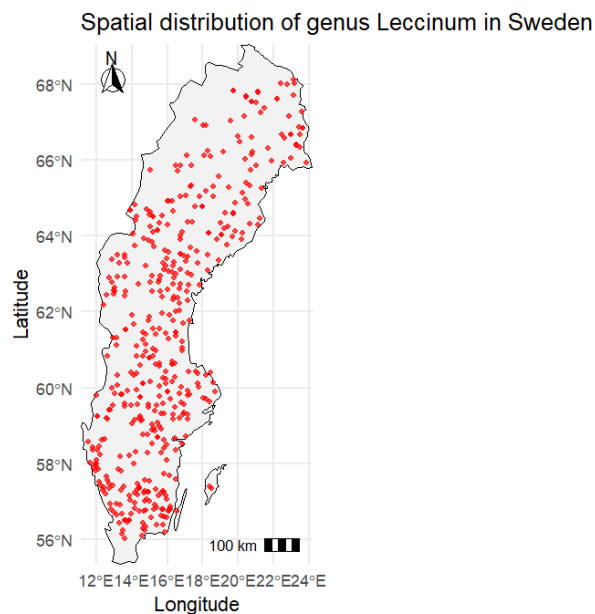 Spatial distribution of genus Leccinum in Sweden
N
68°N
66°N
64°N
62°N
60°N
58°N
56°N
Latitude
100 km
12°E14°E16°E18°E20°E22°E24°E
Longitude